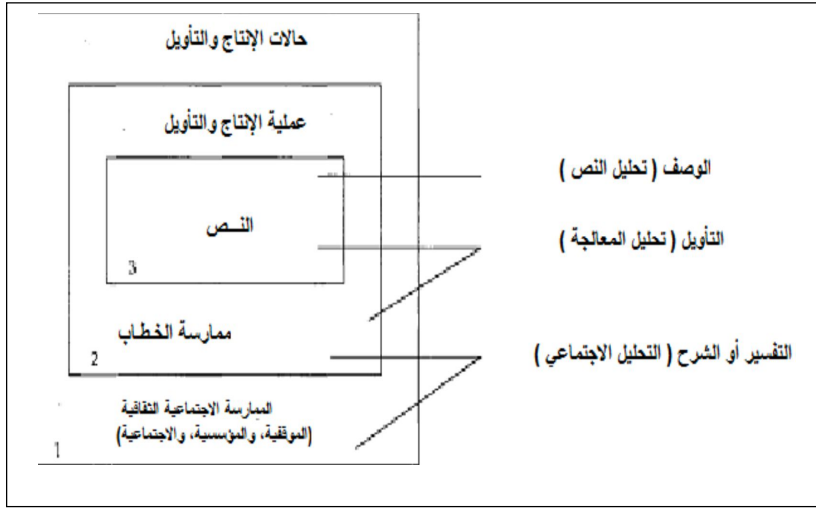 حالات الإنتاج والتأويل
عملية الإنتاج والتأويل
الوصف ( تحليل النص )
النــص
التأويل ( تحليل المعالجة )
3
ممارسة الخطاب
2
التفسير أو الشرح ( التحليل الاجتماعي )
الممارسة الاجتماعية الثقافية
(الموقفية، والمؤسسية، والاجتماعية)
1